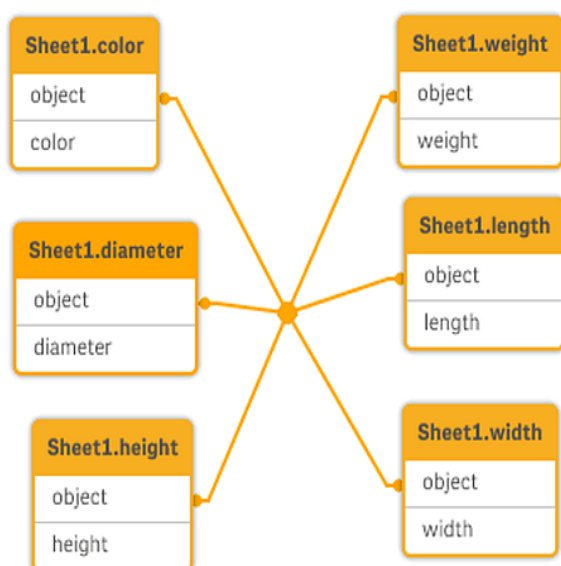 Sheet1.color
object
color
Sheet1.weight
object
weight
Sheet1.diameter
object
diameter
Sheet1.length
object
length
Sheet1.height
object
height
Sheet1.width
object
width